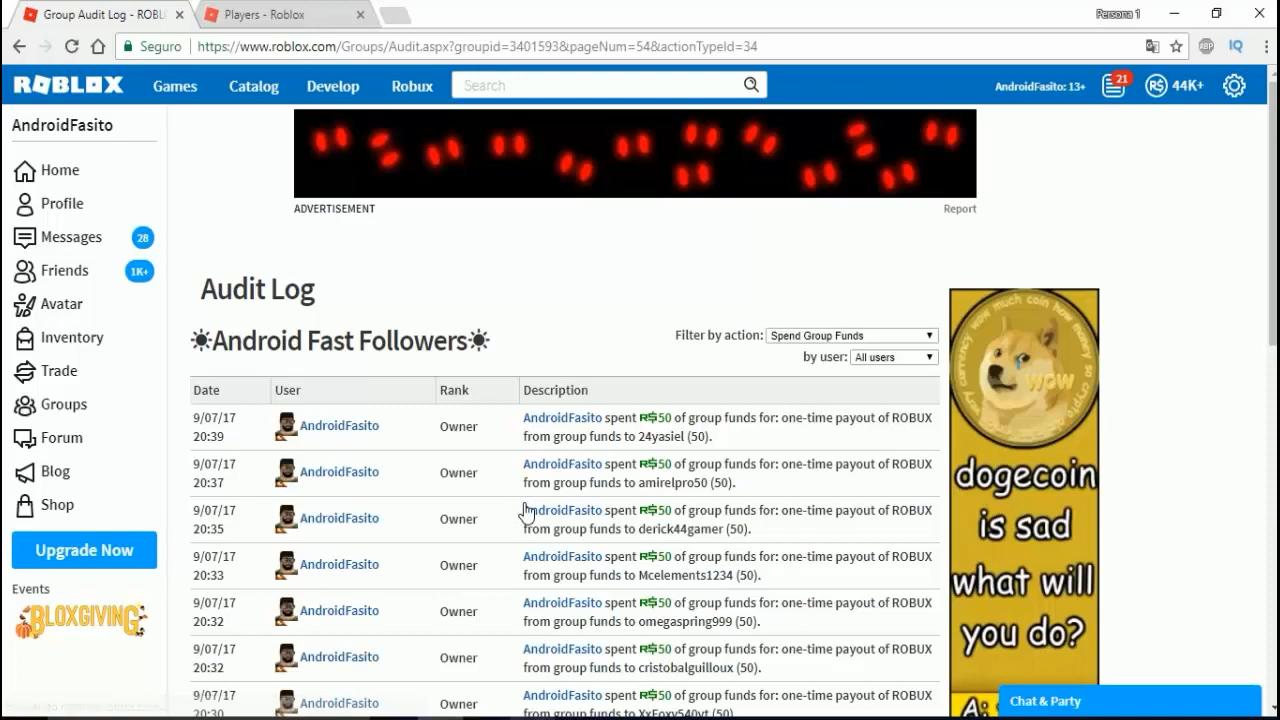 Group Audit Log - ROBL
Players - Roblox
Persona 1
Seguro
https://www.roblox.com/Groups/Audit.aspx?groupid=3401593&pageNum=54&actionTypeId=34
ABP
IQ
ROBLOX
Games
Catalog
Develop
Robux
Search
AndroidFasito: 13+
21
R$
44K+
AndroidFasito
Home
Profile
Messages
28
Friends
1K+
Avatar
Inventory
Trade
Groups
Forum
Blog
Shop
Upgrade Now
Events
BLOXGIVING
ADVERTISEMENT
Report
Audit Log
☀Android Fast Followers☀
Filter by action: Spend Group Funds
by user: All users
Date User Rank Description
9/07/17 20:39 AndroidFasito Owner AndroidFasito spent R$50 of group funds for: one-time payout of ROBUX
from group funds to 24yasiel (50).
9/07/17 20:37 AndroidFasito Owner AndroidFasito spent R$50 of group funds for: one-time payout of ROBUX
from group funds to amirelpro50 (50).
9/07/17 20:35 AndroidFasito Owner AndroidFasito spent R$50 of group funds for: one-time payout of ROBUX
from group funds to derick44gamer (50).
9/07/17 20:33 AndroidFasito Owner AndroidFasito spent R$50 of group funds for: one-time payout of ROBUX
from group funds to Mcelements1234 (50).
9/07/17 20:32 AndroidFasito Owner AndroidFasito spent R$50 of group funds for: one-time payout of ROBUX
from group funds to omegaspring999 (50).
9/07/17 20:32 AndroidFasito Owner AndroidFasito spent R$50 of group funds for: one-time payout of ROBUX
from group funds to cristobalguilloux (50).
9/07/17 20:30 AndroidFasito Owner AndroidFasito spent R$50 of group funds for: one-time payout of ROBUX
from group funds to XxFoxy540yt (50).
WOW
dogecoin
is sad
what will
you do?
A:
Chat & Party